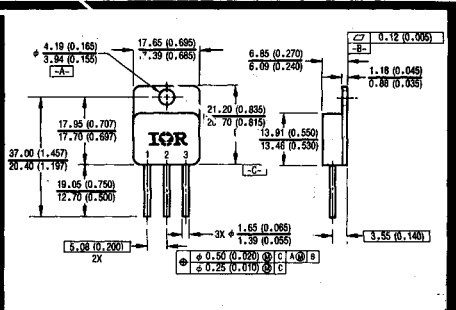 ϕ 4.19 (0.165)
3.94 (0.155)
-A-
17.65 (0.695)
17.39 (0.685)
6.85 (0.270)
6.09 (0.240)
⏥ 0.12 (0.005)
-B-
1.18 (0.045)
0.88 (0.035)
17.95 (0.707)
17.70 (0.697)
21.20 (0.835)
20.70 (0.815)
13.91 (0.550)
13.46 (0.530)
IOR
1 2 3
-C-
37.00 (1.457)
20.40 (1.197)
19.05 (0.750)
12.70 (0.500)
3X ϕ 1.65 (0.065)
1.39 (0.055)
5.08 (0.200)
2X
3.55 (0.140)
⌖ ϕ 0.50 (0.020) Ⓜ C A Ⓜ B
ϕ 0.25 (0.010) Ⓜ C